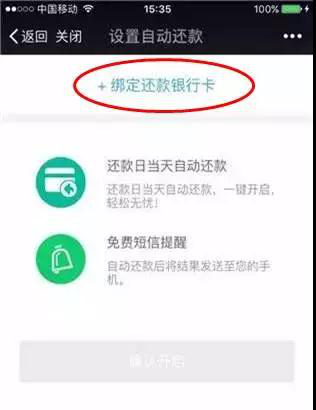 中国移动 15:35 100%
返回 关闭 设置自动还款
+ 绑定还款银行卡
还款日当天自动还款
还款日当天自动还款，一键开启，
轻松无忧！
免费短信提醒
自动还款后将结果发送至您的手
机。
确认开启